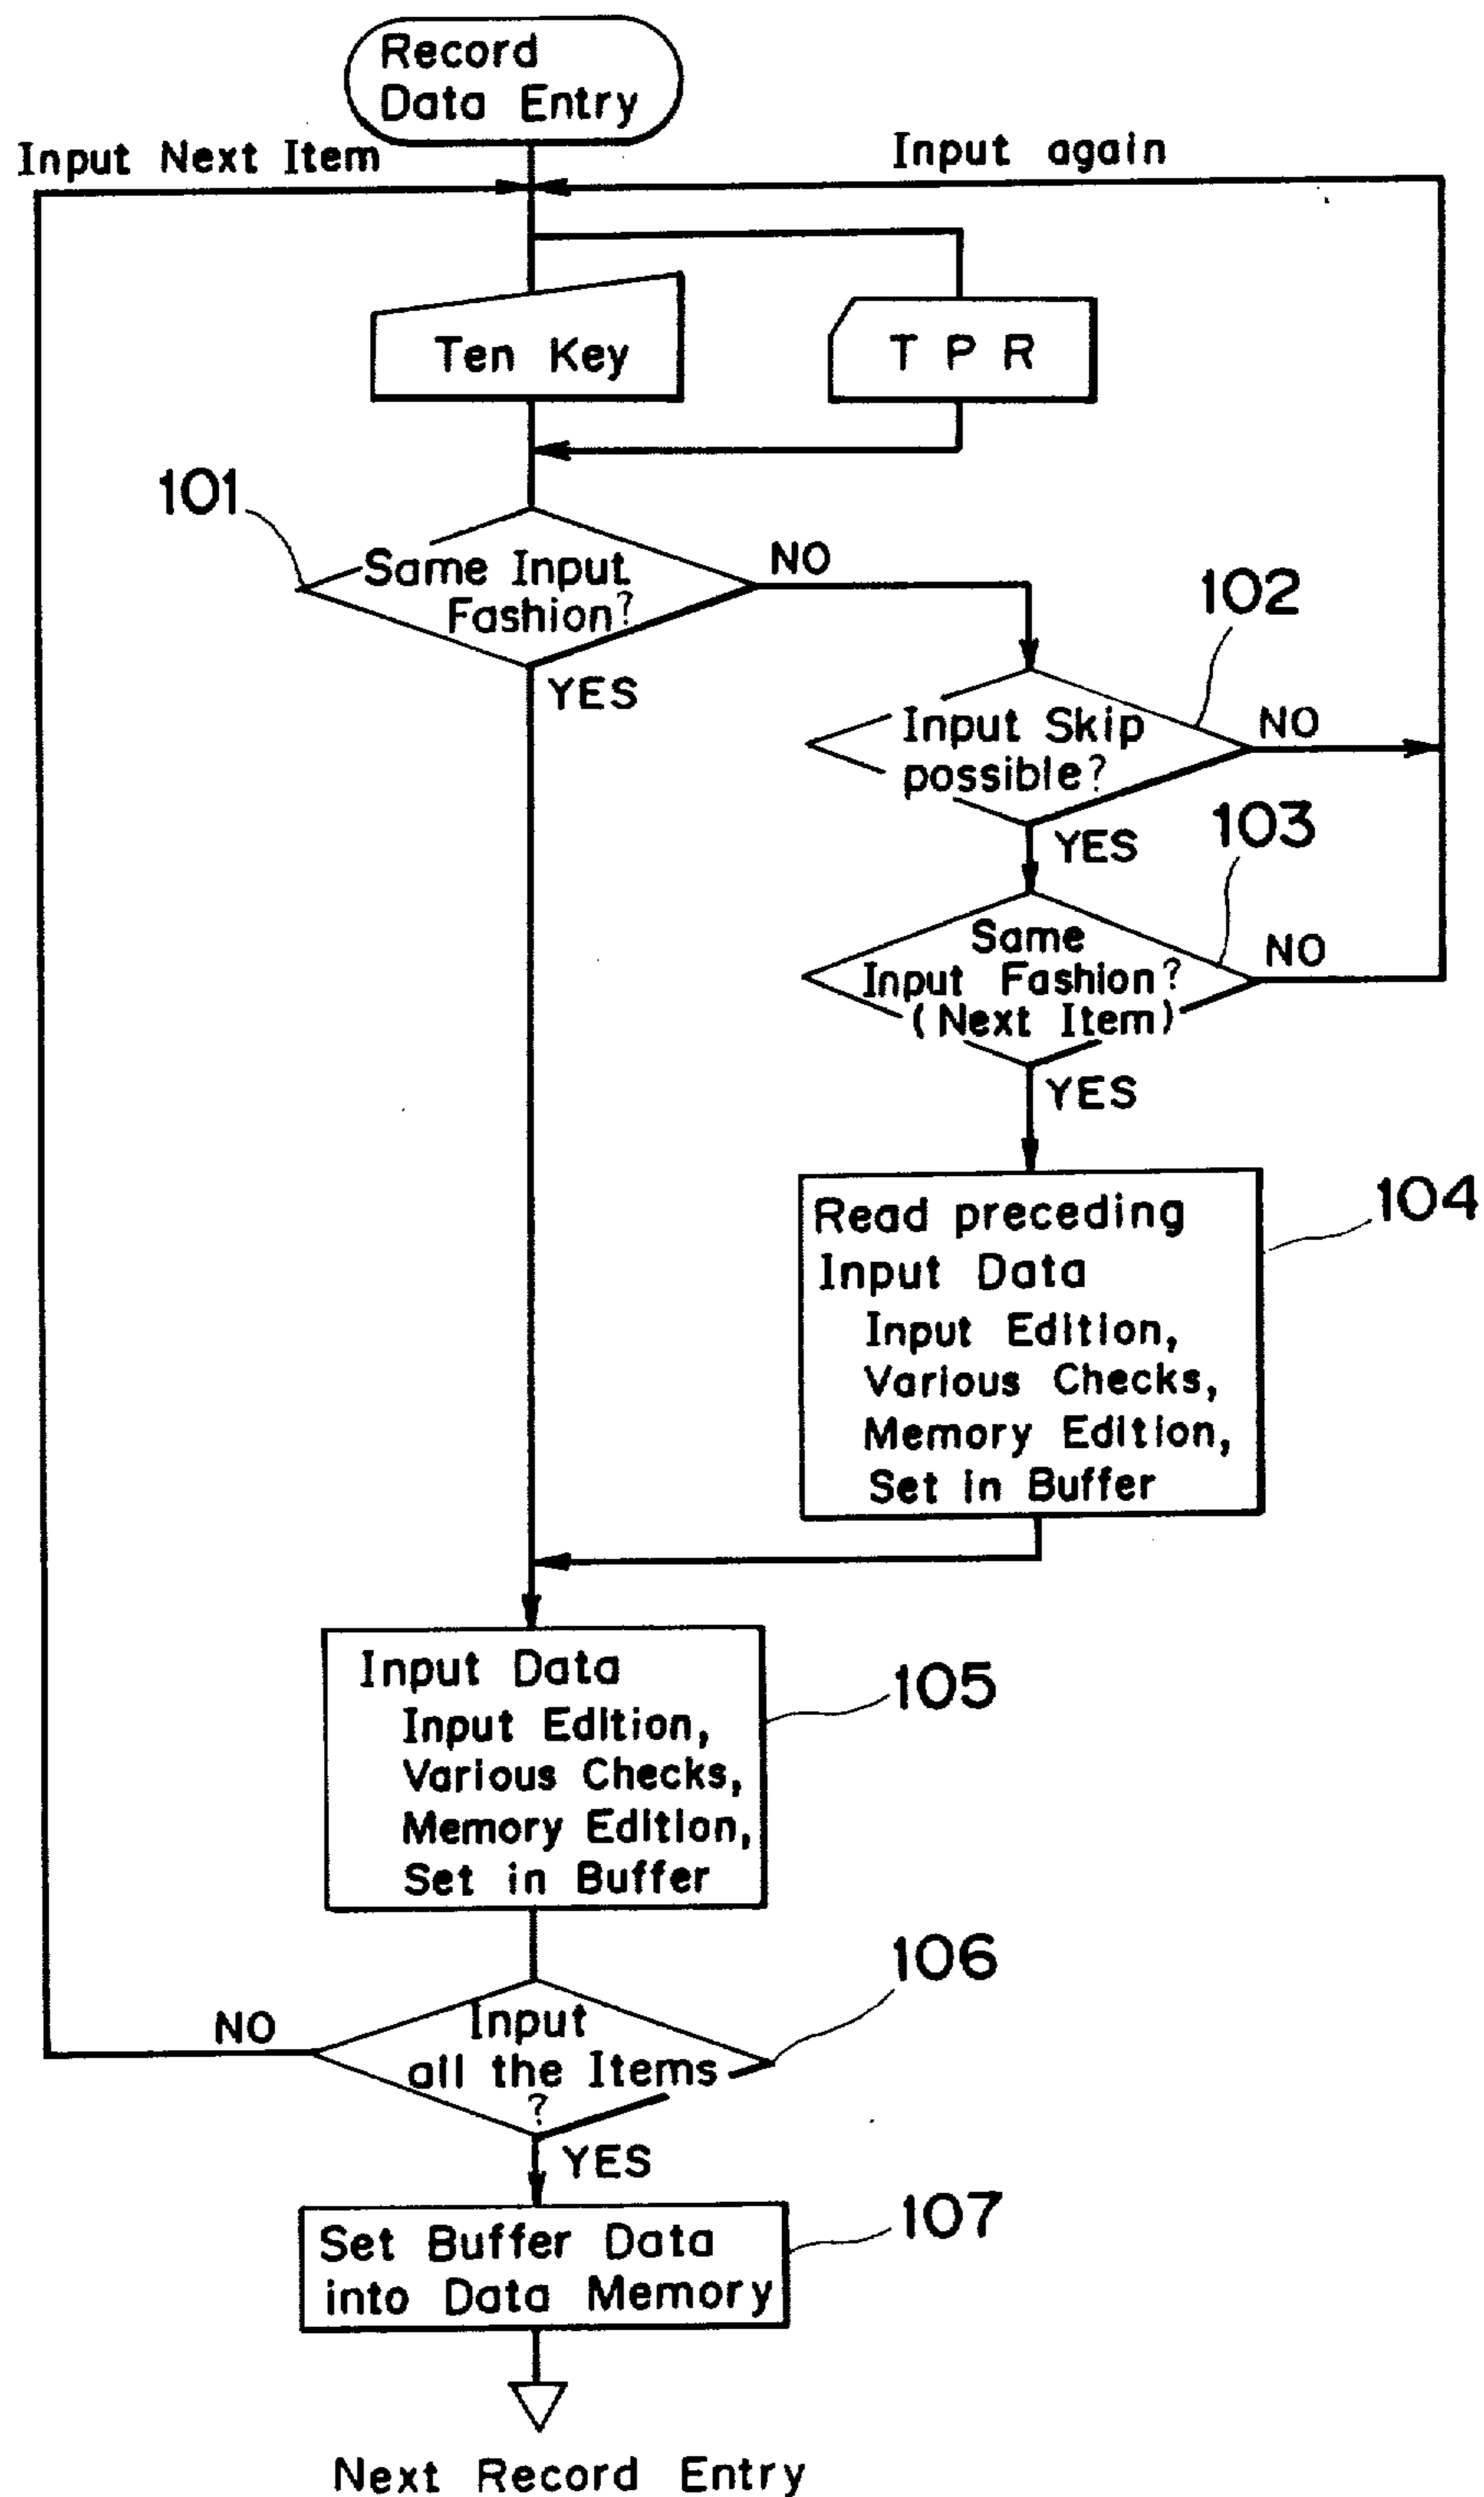 Record
Data Entry
Input Next Item
Input again
Ten Key
T P R
101
Same Input
Fashion?
NO
YES
102
Input Skip
possible?
NO
YES
103
Same
Input Fashion?
(Next Item)
NO
YES
104
Read preceding
Input Data
Input Edition,
Various Checks,
Memory Edition,
Set in Buffer
105
Input Data
Input Edition,
Various Checks,
Memory Edition,
Set in Buffer
106
Input
all the Items
?
NO
YES
107
Set Buffer Data
into Data Memory
Next Record Entry